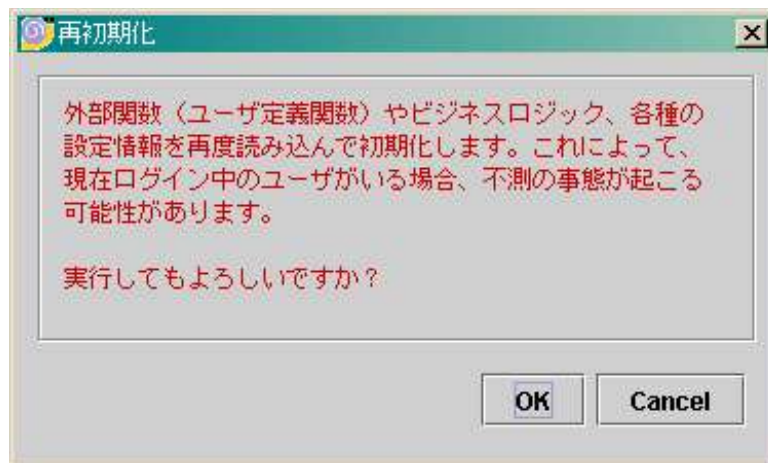 再初期化
外部関数（ユーザ定義関数）やビジネスロジック、各種の
設定情報を再度読み込んで初期化します。これによって、
現在ログイン中のユーザがいる場合、不測の事態が起こる
可能性があります。
実行してもよろしいですか？
OK Cancel